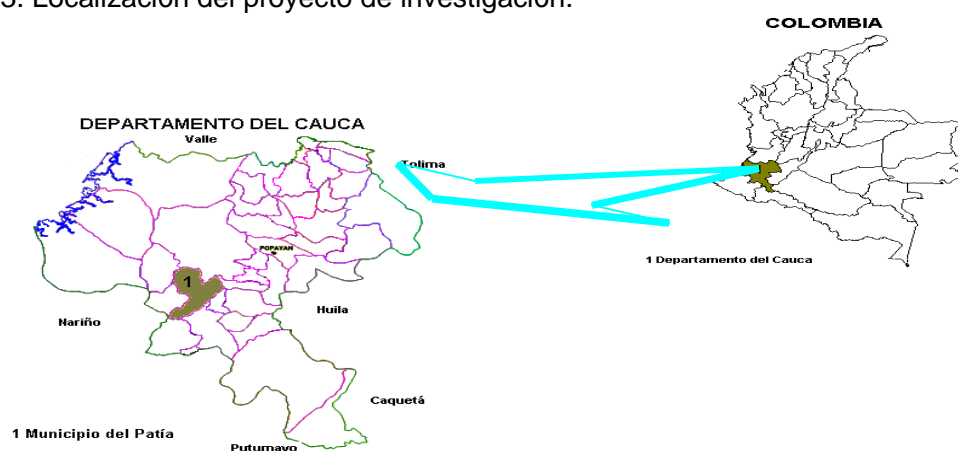 3. Localización del proyecto de investigación.
COLOMBIA
DEPARTAMENTO DEL CAUCA
Valle
Tolima
POPAYAN
1
1 Departamento del Cauca
Huila
Nariño
Caquetá
1 Municipio del Patía
Putumayo